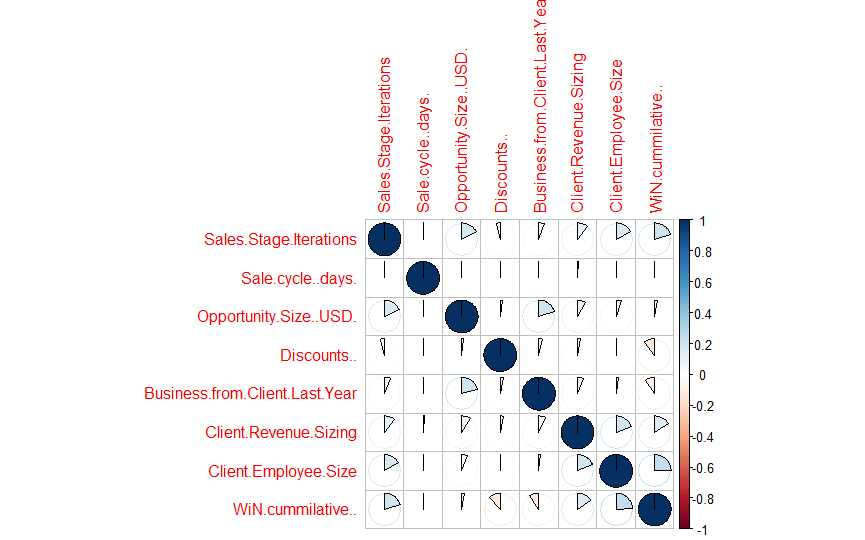 Sales.Stage.Iterations
Sale.cycle..days.
Opportunity.Size..USD.
Discounts..
Business.from.Client.Last.Yea
Client.Revenue.Sizing
Client.Employee.Size
WiN.cummilative..
Sales.Stage.Iterations
Sale.cycle..days.
Opportunity.Size..USD.
Discounts..
Business.from.Client.Last.Year
Client.Revenue.Sizing
Client.Employee.Size
WiN.cummilative..
1
0.8
0.6
0.4
0.2
0
-0.2
-0.4
-0.6
-0.8
-1